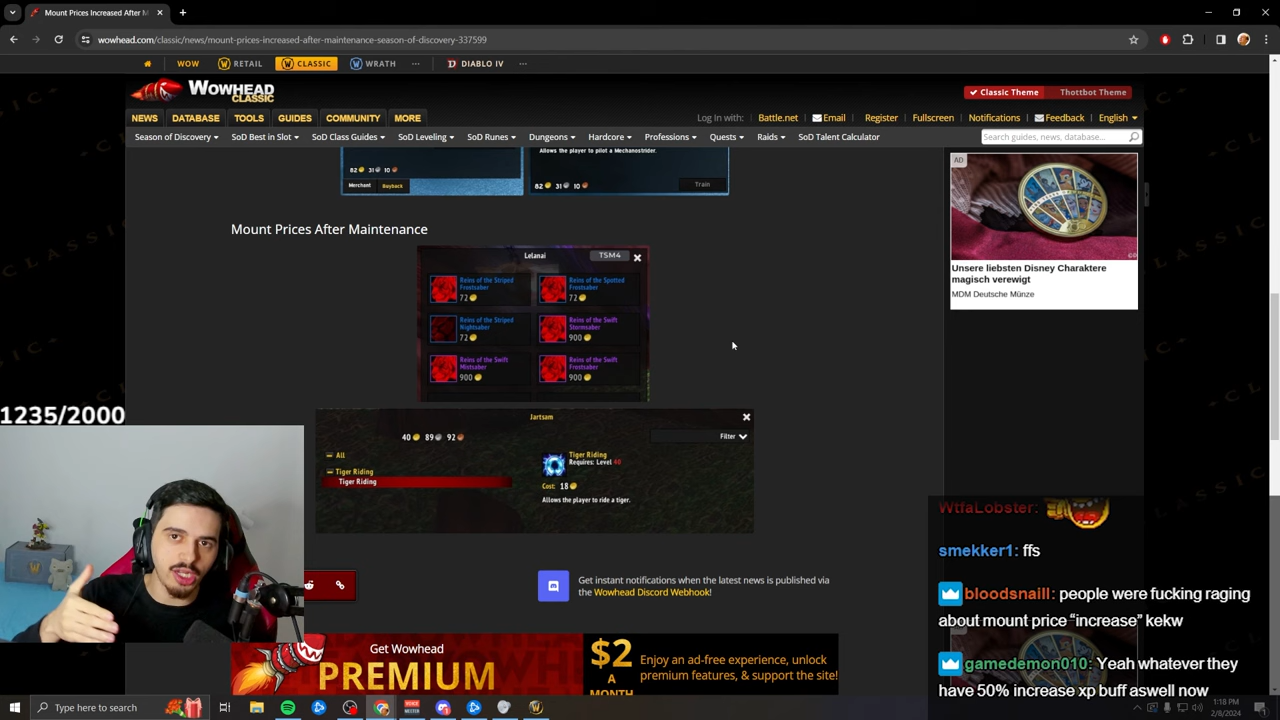 Mount Prices Increased After M
wowhead.com/classic/news/mount-prices-increased-after-maintenance-season-of-discovery-337599
WOW RETAIL CLASSIC WRATH ... DIABLO IV ...
WOWHEAD
CLASSIC
Classic Theme Thottbot Theme
NEWS DATABASE TOOLS GUIDES COMMUNITY MORE
Log In with: Battle.net Email Register Fullscreen Notifications Feedback English
Season of Discovery SoD Best in Slot SoD Class Guides SoD Leveling SoD Runes Dungeons Hardcore Professions Quests Raids SoD Talent Calculator
Search guides, news, database...
Allows the player to pilot a Mechanostrider.
82 31 10
Merchant Buyback
82 31 10
Train
AD
Unsere liebsten Disney Charaktere
magisch verewigt
MDM Deutsche Münze
Mount Prices After Maintenance
Lelanai TSM4
Reins of the Striped
Frostsaber
72
Reins of the Spotted
Frostsaber
72
Reins of the Striped
Nightsaber
72
Reins of the Swift
Stormsaber
900
Reins of the Swift
Mistsaber
900
Reins of the Swift
Frostsaber
900
Jartsam
40 89 92
Filter
All
Tiger Riding
Tiger Riding
Tiger Riding
Requires: Level 40
Cost: 18
Allows the player to ride a tiger.
1235/2000
Get instant notifications when the latest news is published via
the Wowhead Discord Webhook!
Get Wowhead
PREMIUM
$2
A
MONTH
Enjoy an ad-free experience, unlock
premium features, & support the site!
WtfaLobster:
smekker1: ffs
bloodsnaill: people were fucking raging
about mount price “increase” kekw
gamedemon010: Yeah whatever they
have 50% increase xp buff aswell now
Type here to search
1:18 PM
2/8/2024